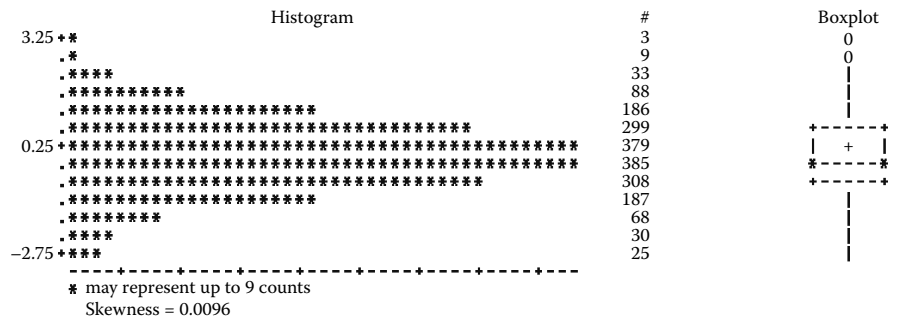 Histogram # Boxplot
3.25+* 3 0
.* 9 0
.**** 33 |
.********** 88 |
.********************* 186 |
.********************************** 299 +-----+
0.25+******************************************* 379 | + |
.******************************************* 385 *-----*
.*********************************** 308 +-----+
.********************* 187 |
.******** 68 |
.**** 30 |
−2.75+*** 25 |
----+----+----+----+----+----+----+----+---
* may represent up to 9 counts
Skewness = 0.0096